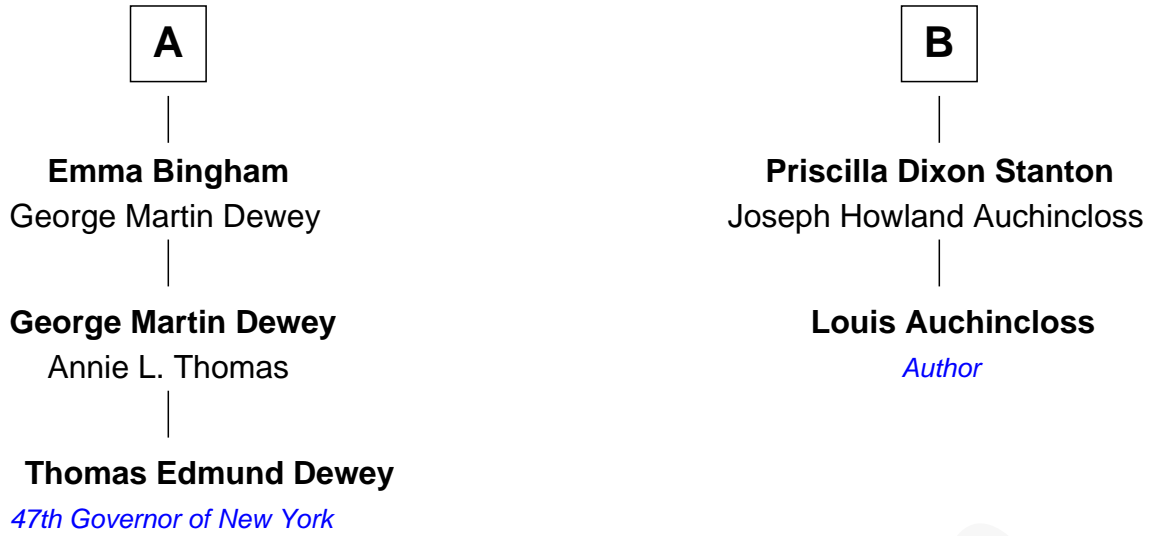 A
Emma Bingham
George Martin Dewey
George Martin Dewey
Annie L. Thomas
Thomas Edmund Dewey
47th Governor of New York
B
Priscilla Dixon Stanton
Joseph Howland Auchincloss
Louis Auchincloss
Author